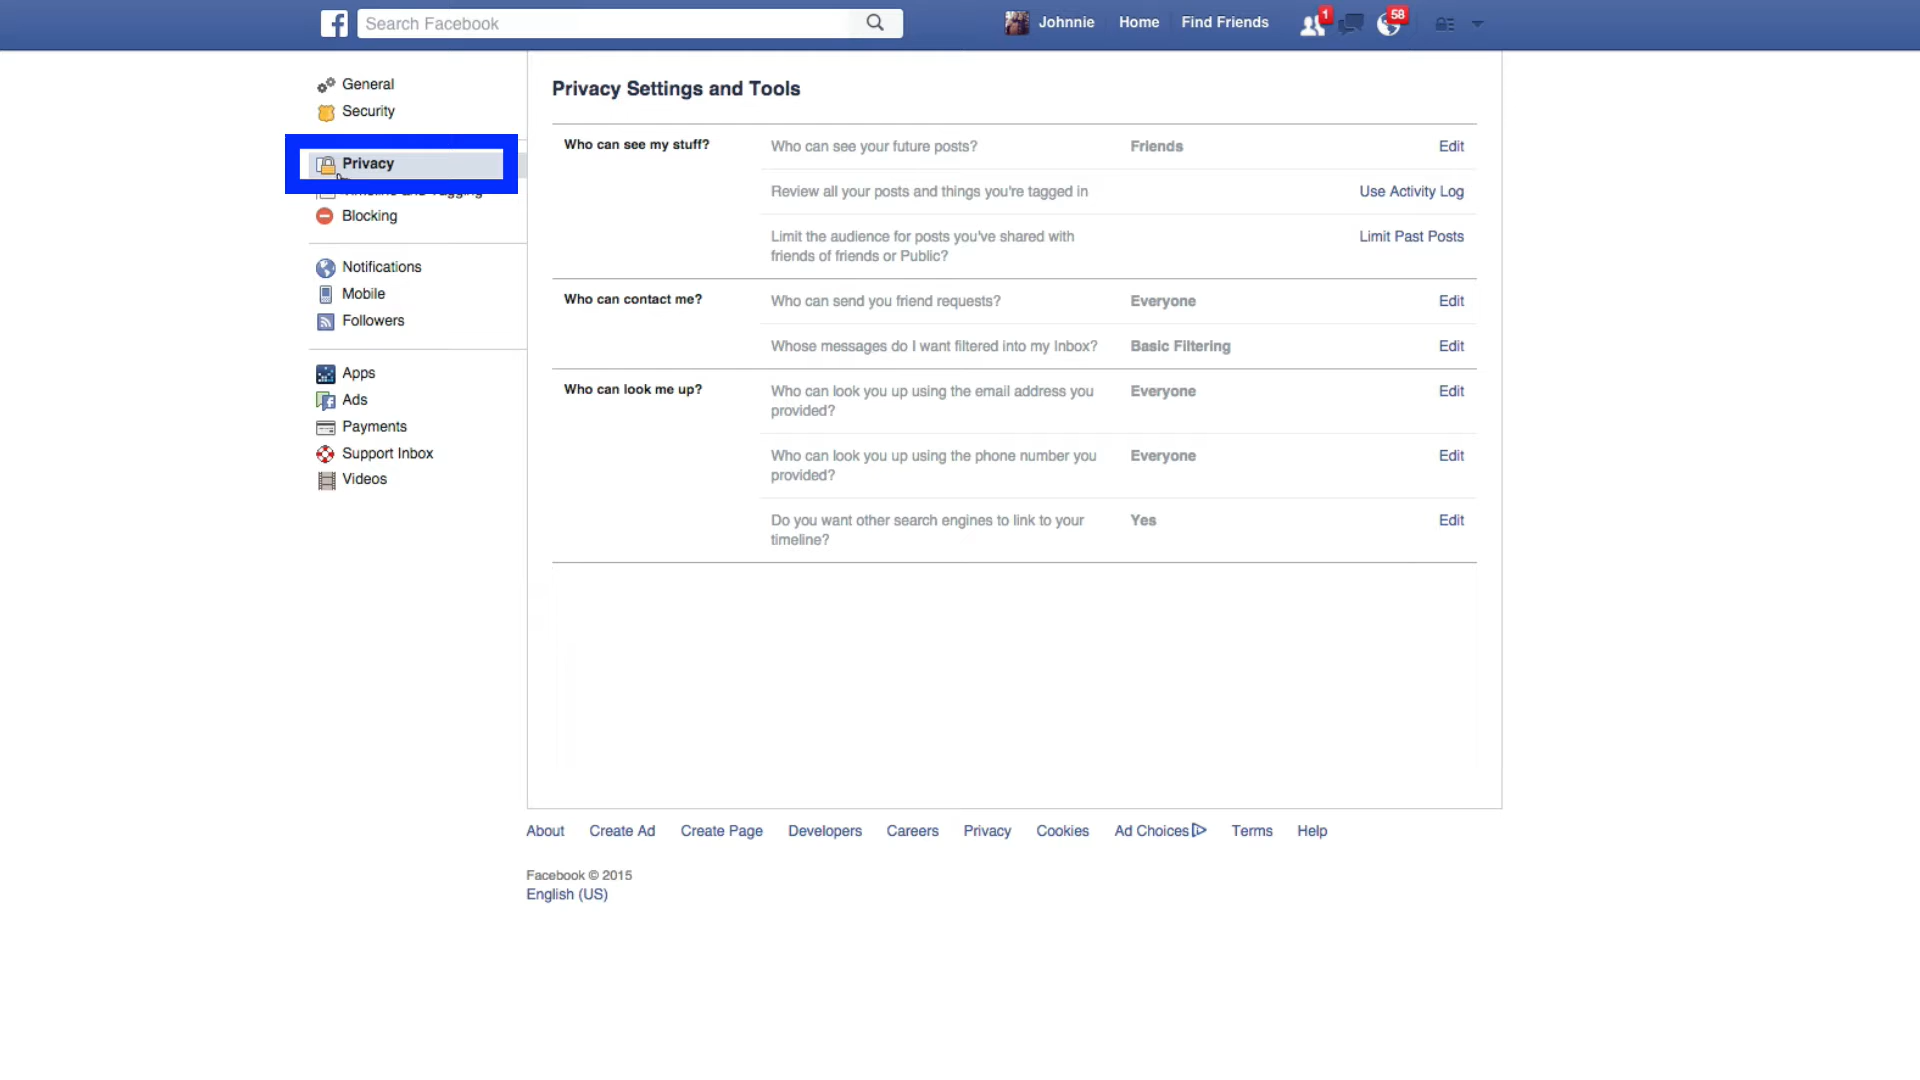 Search Facebook
Johnnie
Home
Find Friends
1
58
General
Security
Privacy
Blocking
Notifications
Mobile
Followers
Apps
Ads
Payments
Support Inbox
Videos
Privacy Settings and Tools
Who can see my stuff?
Who can see your future posts?
Friends
Edit
Review all your posts and things you're tagged in
Use Activity Log
Limit the audience for posts you've shared with
friends of friends or Public?
Limit Past Posts
Who can contact me?
Who can send you friend requests?
Everyone
Edit
Whose messages do I want filtered into my Inbox?
Basic Filtering
Edit
Who can look me up?
Who can look you up using the email address you
provided?
Everyone
Edit
Who can look you up using the phone number you
provided?
Everyone
Edit
Do you want other search engines to link to your
timeline?
Yes
Edit
About
Create Ad
Create Page
Developers
Careers
Privacy
Cookies
Ad Choices
Terms
Help
Facebook © 2015
English (US)